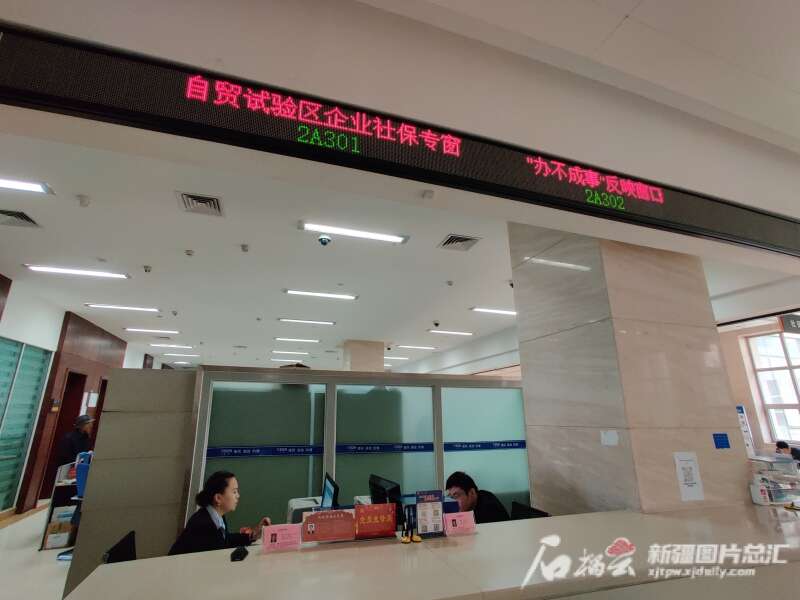 自贸试验区企业社保专窗
2A301
"办不成事"反映窗口
2A302
石榴云
新疆图片总汇
xjtpw.xjdaily.com